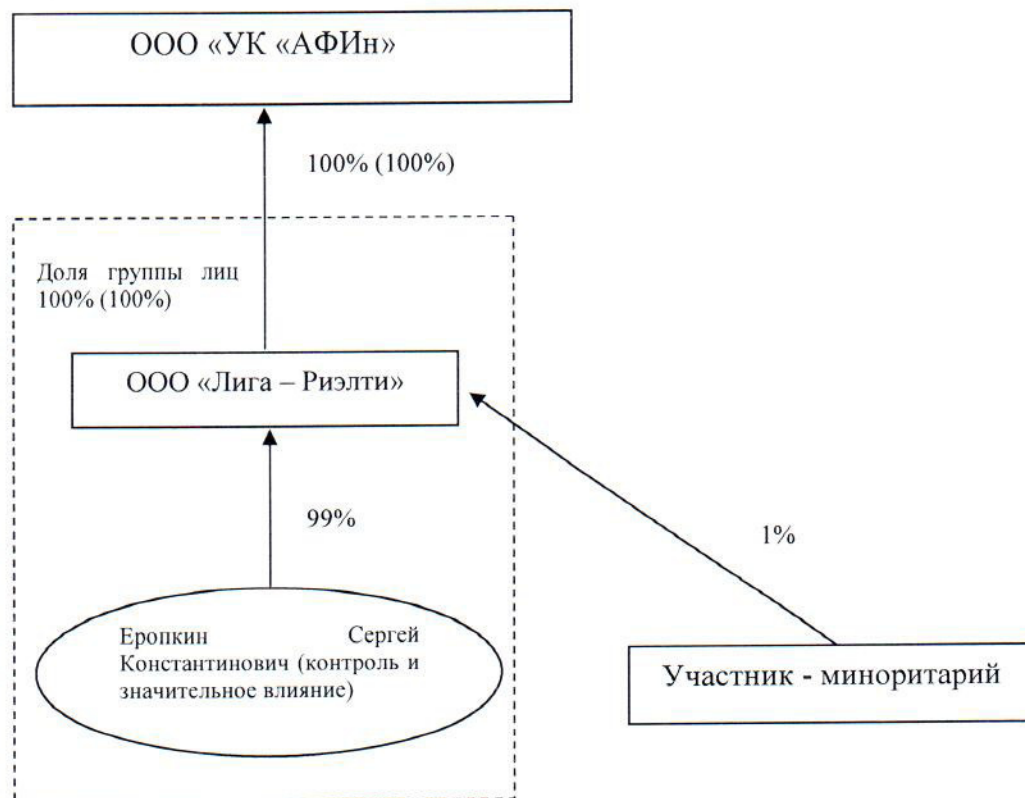 ООО «УК «АФИн»
100% (100%)
Доля группы лиц
100% (100%)
ООО «Лига – Риэлти»
99%
1%
Еропкин Сергей
Константинович (контроль и
значительное влияние)
Участник - миноритарий